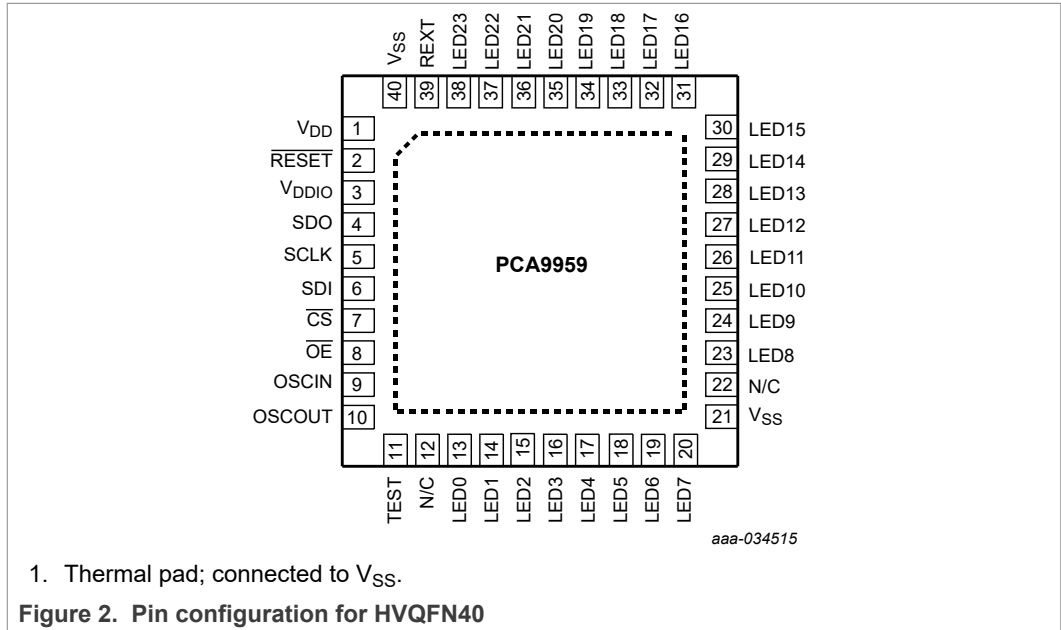 VSS REXT LED23 LED22 LED21 LED20 LED19 LED18 LED17 LED16
40 39 38 37 36 35 34 33 32 31
VDD 1 30 LED15
RESET 2 29 LED14
VDDIO 3 28 LED13
SDO 4 27 LED12
SCLK 5 26 LED11
PCA9959
SDI 6 25 LED10
CS 7 24 LED9
OE 8 23 LED8
OSCIN 9 22 N/C
OSCOUT 10 21 VSS
11 12 13 14 15 16 17 18 19 20
TEST N/C LED0 LED1 LED2 LED3 LED4 LED5 LED6 LED7
aaa-034515
1. Thermal pad; connected to VSS.
Figure 2. Pin configuration for HVQFN40